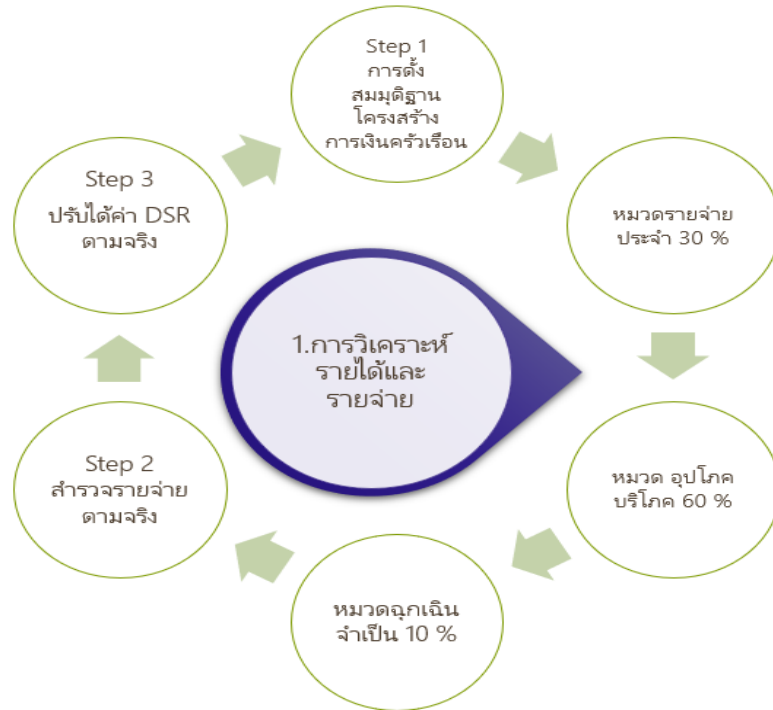 Step 1
การตั้ง
สมมุติฐาน
โครงสร้าง
การเงินครัวเรือน
หมวดรายจ่าย
ประจำ 30 %
หมวด อุปโภค
บริโภค 60 %
หมวดฉุกเฉิน
จำเป็น 10 %
Step 2
สำรวจรายจ่าย
ตามจริง
Step 3
ปรับได้ค่า DSR
ตามจริง
1.การวิเคราะห์
รายได้และ
รายจ่าย